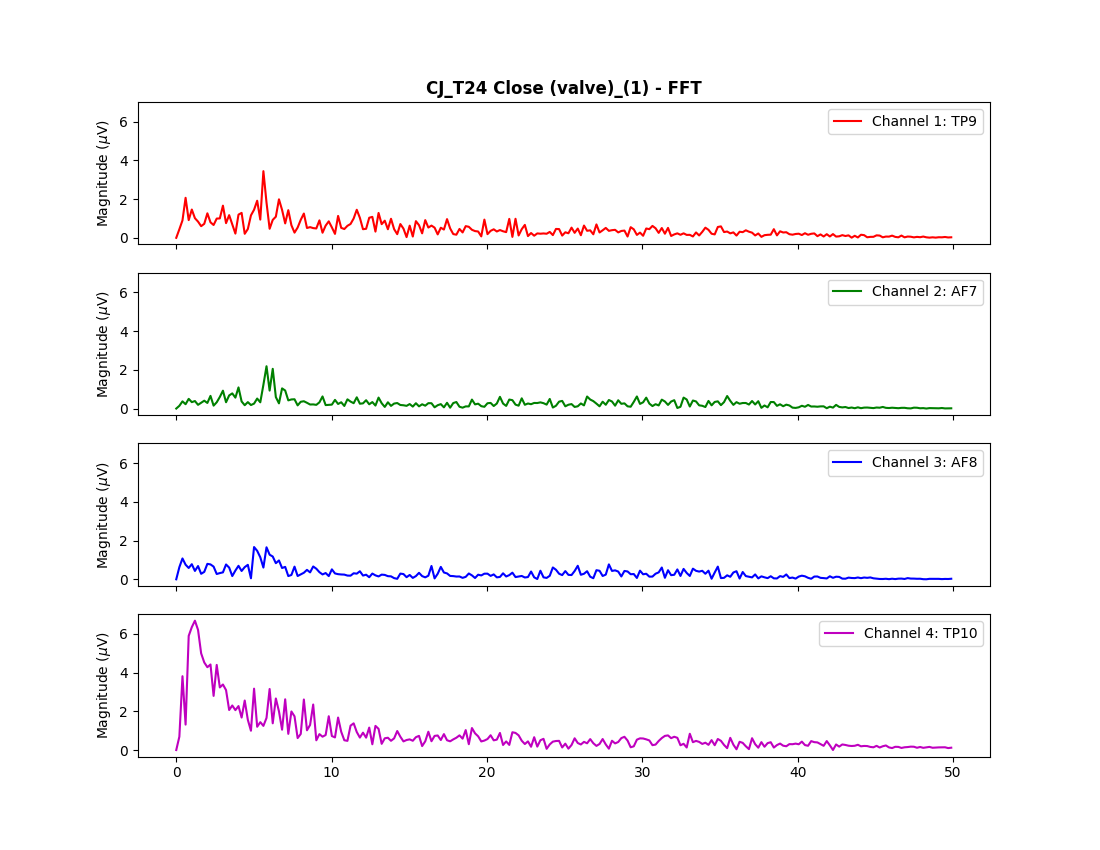 CJ_T24 Close (valve)_(1) - FFT
6
4
2
0
Magnitude (μV)
Channel 1: TP9
6
4
2
0
Magnitude (μV)
Channel 2: AF7
6
4
2
0
Magnitude (μV)
Channel 3: AF8
6
4
2
0
Magnitude (μV)
Channel 4: TP10
0 10 20 30 40 50